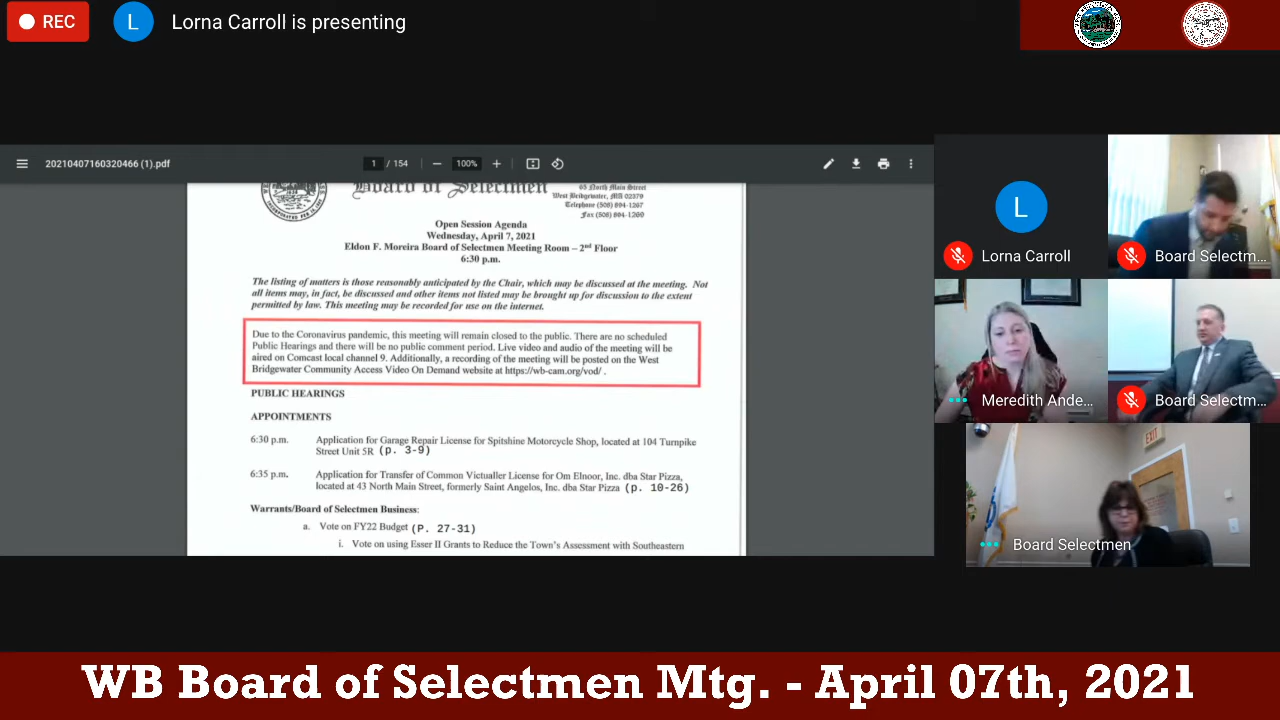 REC
L
Lorna Carroll is presenting
20210407160320466 (1).pdf
1 / 154
100%
Board of Selectmen
65 North Main Street
West Bridgewater, MA 02379
Telephone (508) 894-1267
Fax (508) 894-1260
Open Session Agenda
Wednesday, April 7, 2021
Eldon F. Moreira Board of Selectmen Meeting Room – 2nd Floor
6:30 p.m.
The listing of matters is those reasonably anticipated by the Chair, which may be discussed at the meeting. Not
all items may, in fact, be discussed and other items not listed may be brought up for discussion to the extent
permitted by law. This meeting may be recorded for use on the internet.
Due to the Coronavirus pandemic, this meeting will remain closed to the public. There are no scheduled
Public Hearings and there will be no public comment period. Live video and audio of the meeting will be
aired on Comcast local channel 9. Additionally, a recording of the meeting will be posted on the West
Bridgewater Community Access Video On Demand website at https://wb-cam.org/vod/ .
PUBLIC HEARINGS
APPOINTMENTS
6:30 p.m. Application for Garage Repair License for Spitshine Motorcycle Shop, located at 104 Turnpike
Street Unit 5R (p. 3-9)
6:35 p.m. Application for Transfer of Common Victualler License for Om Elnoor, Inc. dba Star Pizza,
located at 43 North Main Street, formerly Saint Angelos, Inc. dba Star Pizza (p. 10-26)
Warrants/Board of Selectmen Business:
a. Vote on FY22 Budget (P. 27-31)
i. Vote on using Esser II Grants to Reduce the Town's Assessment with Southeastern
L
Lorna Carroll
Board Selectm...
Meredith Ande...
Board Selectm...
EXIT
Board Selectmen
WB Board of Selectmen Mtg. - April 07th, 2021